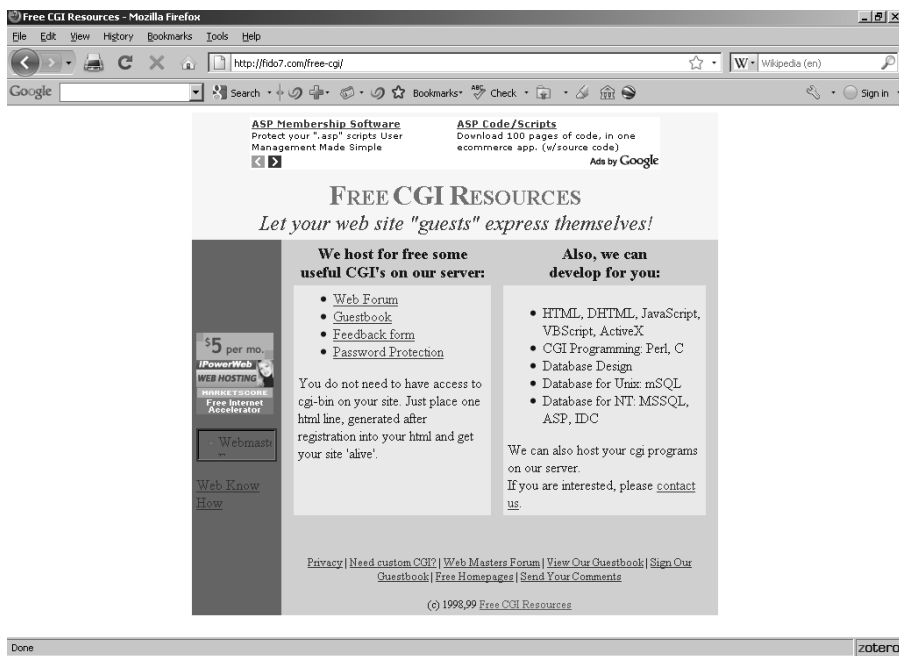 Free CGI Resources - Mozilla Firefox
File Edit View History Bookmarks Tools Help
http://fido7.com/free-cgi/
W Wikipedia (en)
Google Search Bookmarks ABC Check Sign in
ASP Membership Software
Protect your ".asp" scripts User
Management Made Simple
ASP Code/Scripts
Download 100 pages of code, in one
ecommerce app. (w/source code)
Ads by Google
FREE CGI RESOURCES
Let your web site "guests" express themselves!
$5 per mo.
iPowerWeb
WEB HOSTING
MARKETSCORE
Free Internet
Accelerator
- Webmaste
Web Know
How
We host for free some
useful CGI's on our server:
• Web Forum
• Guestbook
• Feedback form
• Password Protection
You do not need to have access to
cgi-bin on your site. Just place one
html line, generated after
registration into your html and get
your site 'alive'.
Also, we can
develop for you:
• HTML, DHTML, JavaScript,
VBScript, ActiveX
• CGI Programming: Perl, C
• Database Design
• Database for Unix: mSQL
• Database for NT: MSSQL,
ASP, IDC
We can also host your cgi programs
on our server.
If you are interested, please contact
us.
Privacy | Need custom CGI? | Web Masters Forum | View Our Guestbook | Sign Our
Guestbook | Free Homepages | Send Your Comments
(c) 1998,99 Free CGI Resources
Done
zotero